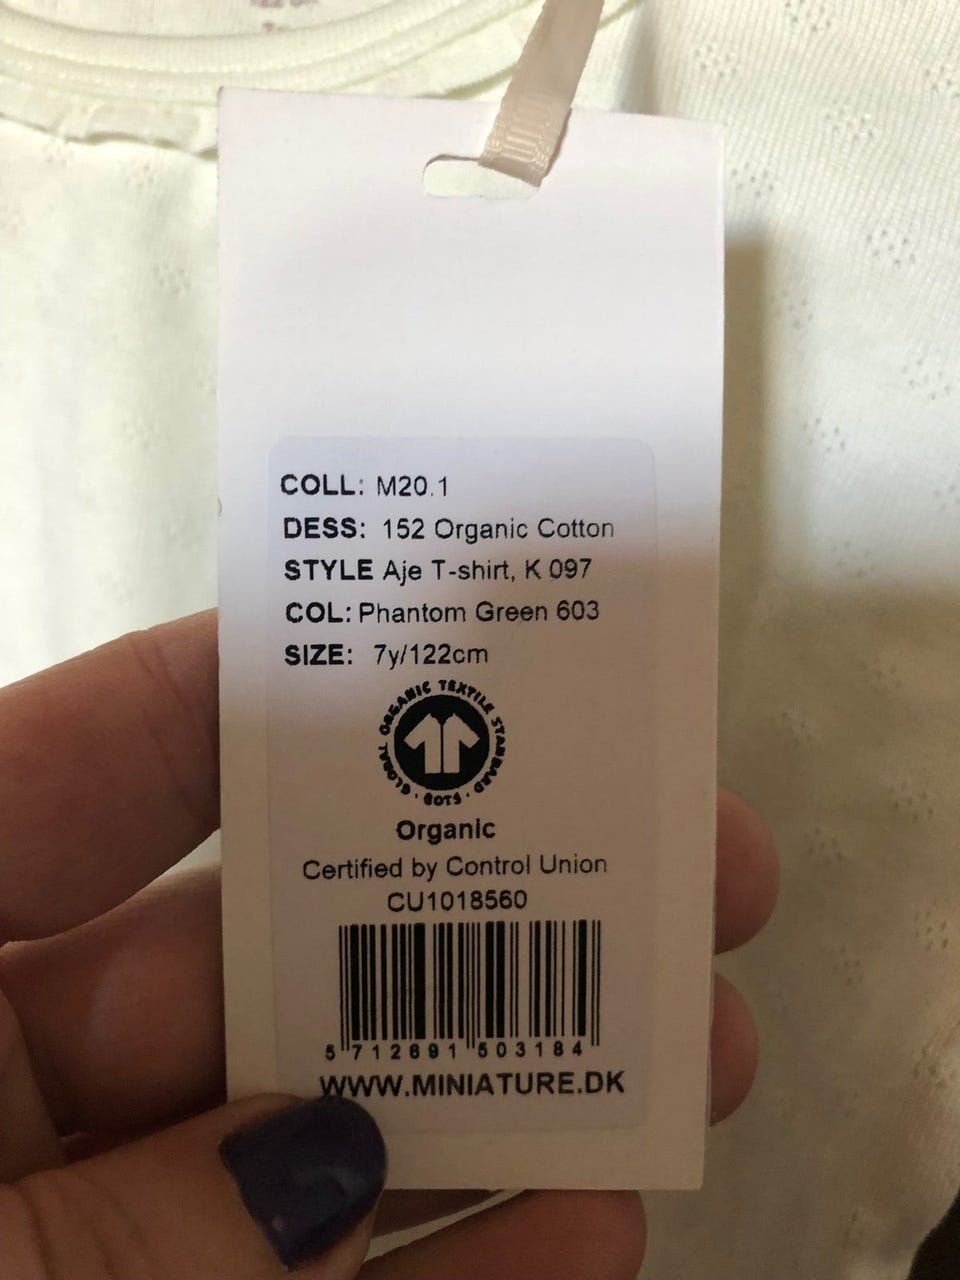 COLL: M20.1
DESS: 152 Organic Cotton
STYLE Aje T-shirt, K 097
COL: Phantom Green 603
SIZE: 7y/122cm
GLOBAL ORGANIC TEXTILE STANDARD · GOTS ·
Organic
Certified by Control Union
CU1018560
5 712691 503184
WWW.MINIATURE.DK